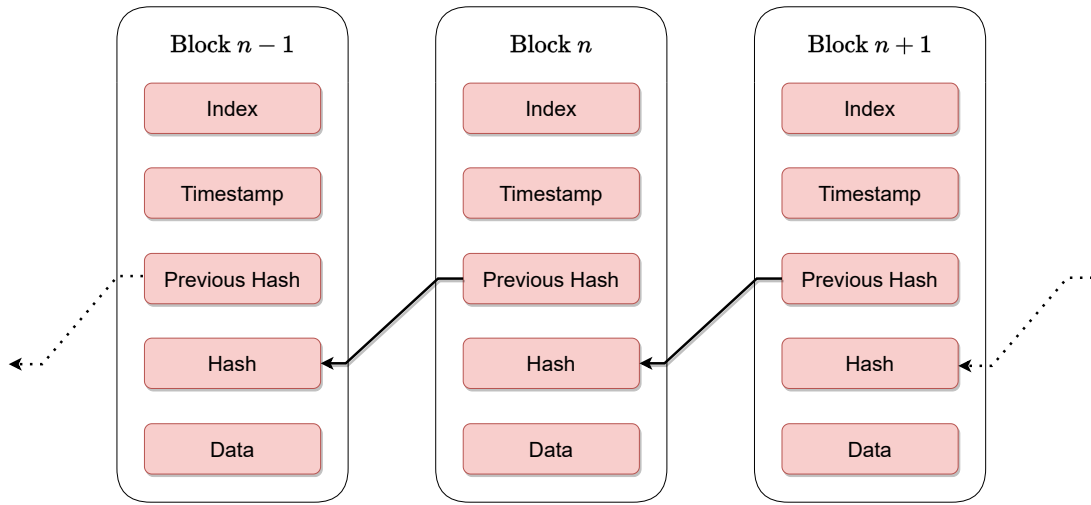 Block n − 1
Index
Timestamp
Previous Hash
Hash
Data
Block n
Index
Timestamp
Previous Hash
Hash
Data
Block n + 1
Index
Timestamp
Previous Hash
Hash
Data